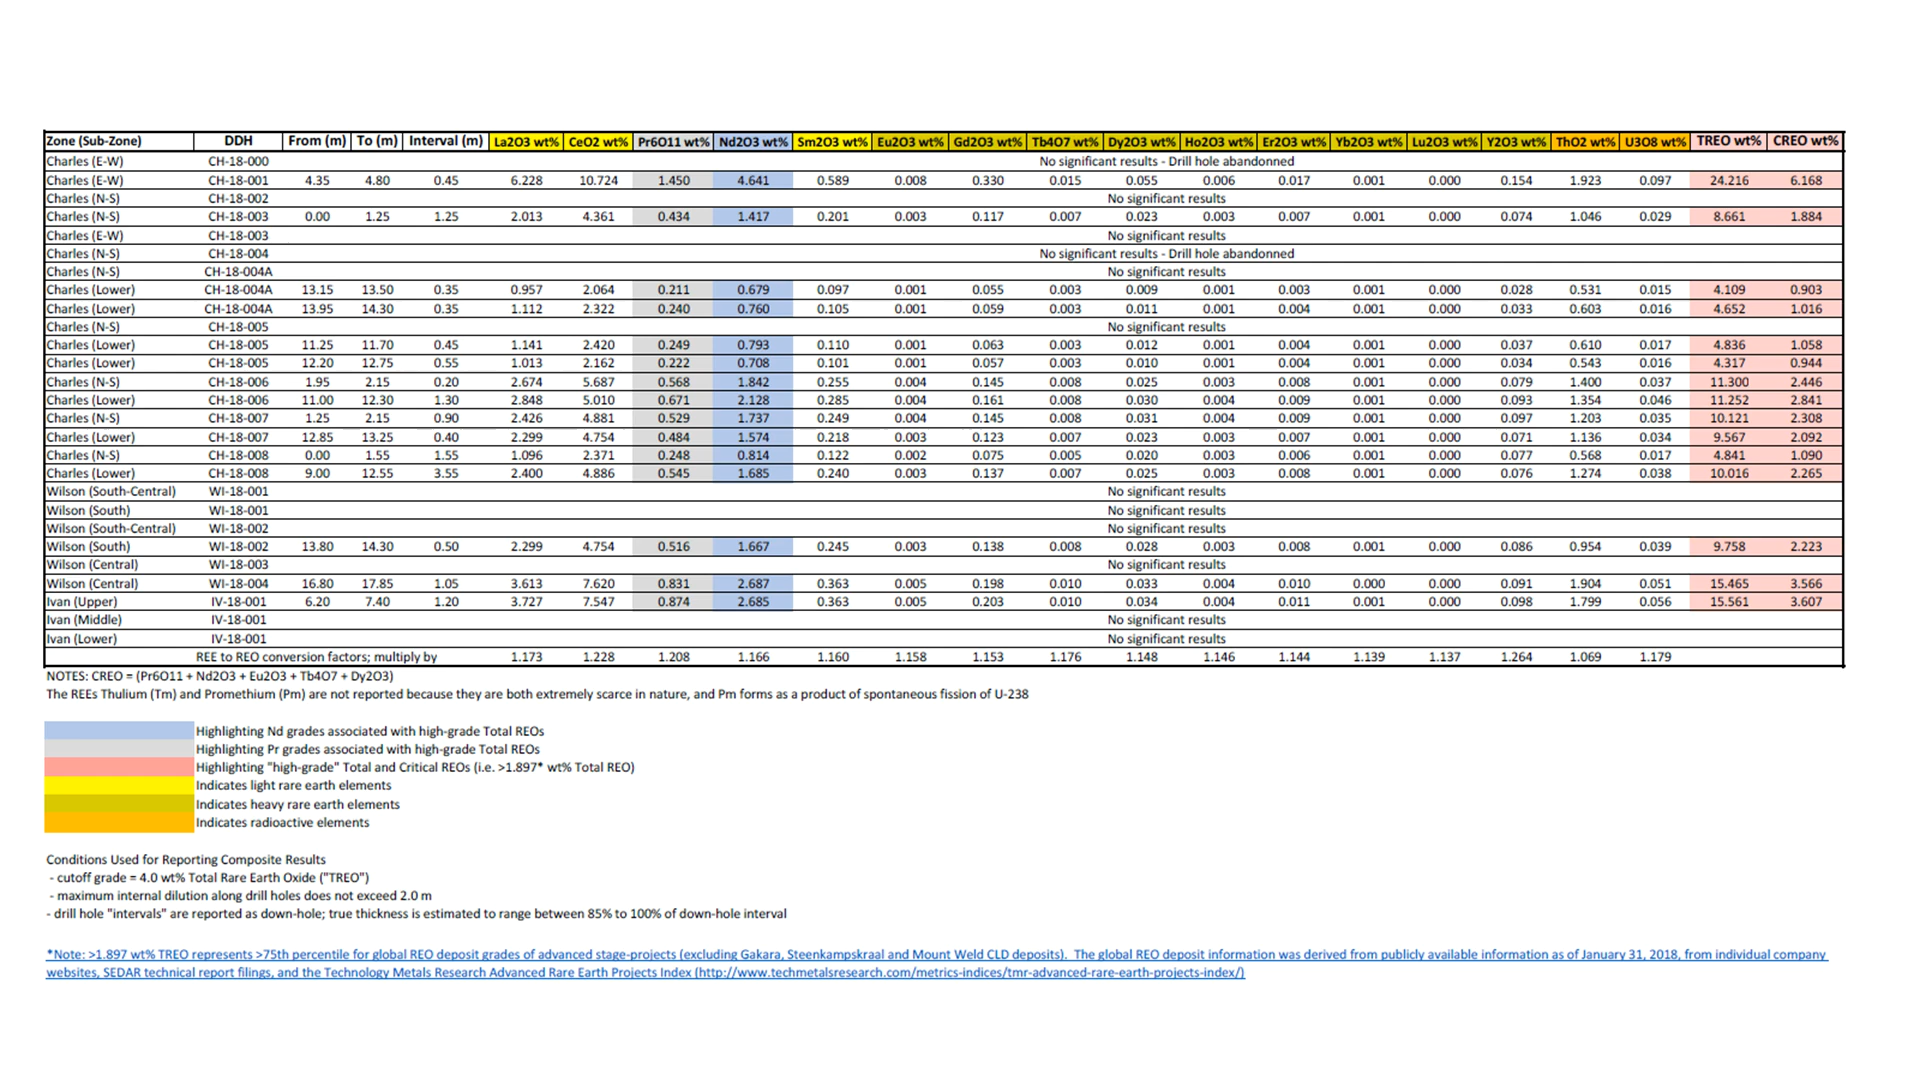 Zone (Sub-Zone) DDH From (m) To (m) Interval (m) La2O3 wt% CeO2 wt% Pr6O11 wt% Nd2O3 wt% Sm2O3 wt% Eu2O3 wt% Gd2O3 wt% Tb4O7 wt% Dy2O3 wt% Ho2O3 wt% Er2O3 wt% Yb2O3 wt% Lu2O3 wt% Y2O3 wt% ThO2 wt% U3O8 wt% TREO wt% CREO wt%
Charles (E-W) CH-18-000 No significant results - Drill hole abandonned
Charles (E-W) CH-18-001 4.35 4.80 0.45 6.228 10.724 1.450 4.641 0.589 0.008 0.330 0.015 0.055 0.006 0.017 0.001 0.000 0.154 1.923 0.097 24.216 6.168
Charles (N-S) CH-18-002 No significant results
Charles (N-S) CH-18-003 0.00 1.25 1.25 2.013 4.361 0.434 1.417 0.201 0.003 0.117 0.007 0.023 0.003 0.007 0.001 0.000 0.074 1.046 0.029 8.661 1.884
Charles (E-W) CH-18-003 No significant results
Charles (N-S) CH-18-004 No significant results - Drill hole abandonned
Charles (N-S) CH-18-004A No significant results
Charles (Lower) CH-18-004A 13.15 13.50 0.35 0.957 2.064 0.211 0.679 0.097 0.001 0.055 0.003 0.009 0.001 0.003 0.001 0.000 0.028 0.531 0.015 4.109 0.903
Charles (Lower) CH-18-004A 13.95 14.30 0.35 1.112 2.322 0.240 0.760 0.105 0.001 0.059 0.003 0.011 0.001 0.004 0.001 0.000 0.033 0.603 0.016 4.652 1.016
Charles (N-S) CH-18-005 No significant results
Charles (Lower) CH-18-005 11.25 11.70 0.45 1.141 2.420 0.249 0.793 0.110 0.001 0.063 0.003 0.012 0.001 0.004 0.001 0.000 0.037 0.610 0.017 4.836 1.058
Charles (Lower) CH-18-005 12.20 12.75 0.55 1.013 2.162 0.222 0.708 0.101 0.001 0.057 0.003 0.010 0.001 0.004 0.001 0.000 0.034 0.543 0.016 4.317 0.944
Charles (N-S) CH-18-006 1.95 2.15 0.20 2.674 5.687 0.568 1.842 0.255 0.004 0.145 0.008 0.025 0.003 0.008 0.001 0.000 0.079 1.400 0.037 11.300 2.446
Charles (Lower) CH-18-006 11.00 12.30 1.30 2.848 5.010 0.671 2.128 0.285 0.004 0.161 0.008 0.030 0.004 0.009 0.001 0.000 0.093 1.354 0.046 11.252 2.841
Charles (N-S) CH-18-007 1.25 2.15 0.90 2.426 4.881 0.529 1.737 0.249 0.004 0.145 0.008 0.031 0.004 0.009 0.001 0.000 0.097 1.203 0.035 10.121 2.308
Charles (Lower) CH-18-007 12.85 13.25 0.40 2.299 4.754 0.484 1.574 0.218 0.003 0.123 0.007 0.023 0.003 0.007 0.001 0.000 0.071 1.136 0.034 9.567 2.092
Charles (N-S) CH-18-008 0.00 1.55 1.55 1.096 2.371 0.248 0.814 0.122 0.002 0.075 0.005 0.020 0.003 0.006 0.001 0.000 0.077 0.568 0.017 4.841 1.090
Charles (Lower) CH-18-008 9.00 12.55 3.55 2.400 4.886 0.545 1.685 0.240 0.003 0.137 0.007 0.025 0.003 0.008 0.001 0.000 0.076 1.274 0.038 10.016 2.265
Wilson (South-Central) WI-18-001 No significant results
Wilson (South) WI-18-001 No significant results
Wilson (South-Central) WI-18-002 No significant results
Wilson (South) WI-18-002 13.80 14.30 0.50 2.299 4.754 0.516 1.667 0.245 0.003 0.138 0.008 0.028 0.003 0.008 0.001 0.000 0.086 0.954 0.039 9.758 2.223
Wilson (Central) WI-18-003 No significant results
Wilson (Central) WI-18-004 16.80 17.85 1.05 3.613 7.620 0.831 2.687 0.363 0.005 0.198 0.010 0.033 0.004 0.010 0.000 0.000 0.091 1.904 0.051 15.465 3.566
Ivan (Upper) IV-18-001 6.20 7.40 1.20 3.727 7.547 0.874 2.685 0.363 0.005 0.203 0.010 0.034 0.004 0.011 0.001 0.000 0.098 1.799 0.056 15.561 3.607
Ivan (Middle) IV-18-001 No significant results
Ivan (Lower) IV-18-001 No significant results
REE to REO conversion factors; multiply by 1.173 1.228 1.208 1.166 1.160 1.158 1.153 1.176 1.148 1.146 1.144 1.139 1.137 1.264 1.069 1.179
NOTES: CREO = (Pr6O11 + Nd2O3 + Eu2O3 + Tb4O7 + Dy2O3)
The REEs Thulium (Tm) and Promethium (Pm) are not reported because they are both extremely scarce in nature, and Pm forms as a product of spontaneous fission of U-238
Highlighting Nd grades associated with high-grade Total REOs
Highlighting Pr grades associated with high-grade Total REOs
Highlighting "high-grade" Total and Critical REOs (i.e. >1.897* wt% Total REO)
Indicates light rare earth elements
Indicates heavy rare earth elements
Indicates radioactive elements
Conditions Used for Reporting Composite Results
- cutoff grade = 4.0 wt% Total Rare Earth Oxide ("TREO")
- maximum internal dilution along drill holes does not exceed 2.0 m
- drill hole "intervals" are reported as down-hole; true thickness is estimated to range between 85% to 100% of down-hole interval
*Note: >1.897 wt% TREO represents >75th percentile for global REO deposit grades of advanced stage-projects (excluding Gakara, Steenkampskraal and Mount Weld CLD deposits). The global REO deposit information was derived from publicly available information as of January 31, 2018, from individual company
websites, SEDAR technical report filings, and the Technology Metals Research Advanced Rare Earth Projects Index (http://www.techmetalsresearch.com/metrics-indices/tmr-advanced-rare-earth-projects-index/)